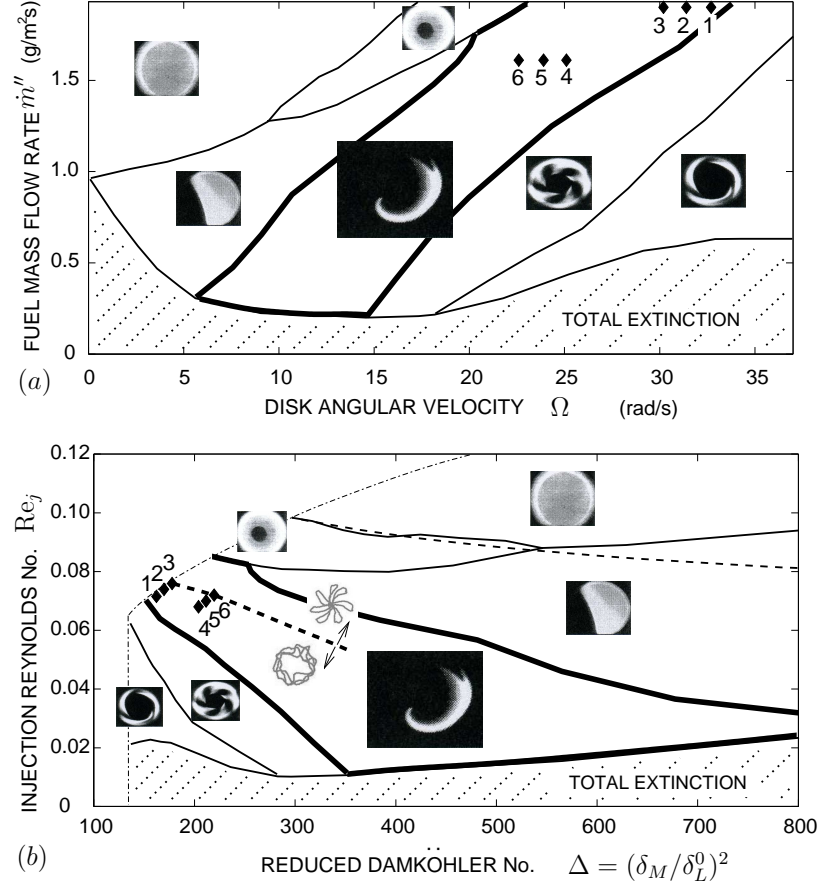 FUEL MASS FLOW RATE ṁ″ (g/m²s)
1.5
1.0
0.5
0
3 2 1
6 5 4
TOTAL EXTINCTION
0 5 10 15 20 25 30 35
(a)
DISK ANGULAR VELOCITY Ω (rad/s)
INJECTION REYNOLDS No. Re_j
0.12
0.10
0.08
0.06
0.04
0.02
0
123
456
TOTAL EXTINCTION
100 200 300 400 500 600 700 800
(b)
REDUCED DAMKÖHLER No. Δ = (δ_M/δ_L^0)^2